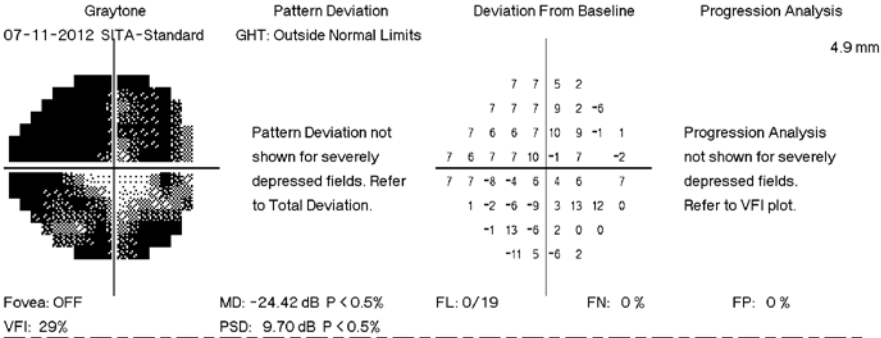 Graytone Pattern Deviation Deviation From Baseline Progression Analysis
07-11-2012 SITA-Standard GHT: Outside Normal Limits
4.9 mm
7 7 5 2
7 7 7 9 2 -6
Pattern Deviation not 7 6 6 7 10 9 -1 1 Progression Analysis
shown for severely 7 6 7 7 10 -1 7 -2 not shown for severely
depressed fields. Refer 7 7 -8 -4 6 4 6 7 depressed fields.
to Total Deviation. 1 -2 -6 -9 3 13 12 0 Refer to VFI plot.
-1 13 -6 2 0 0
-11 5 -6 2
Fovea: OFF MD: -24.42 dB P < 0.5% FL: 0/19 FN: 0 % FP: 0 %
VFI: 29% PSD: 9.70 dB P < 0.5%